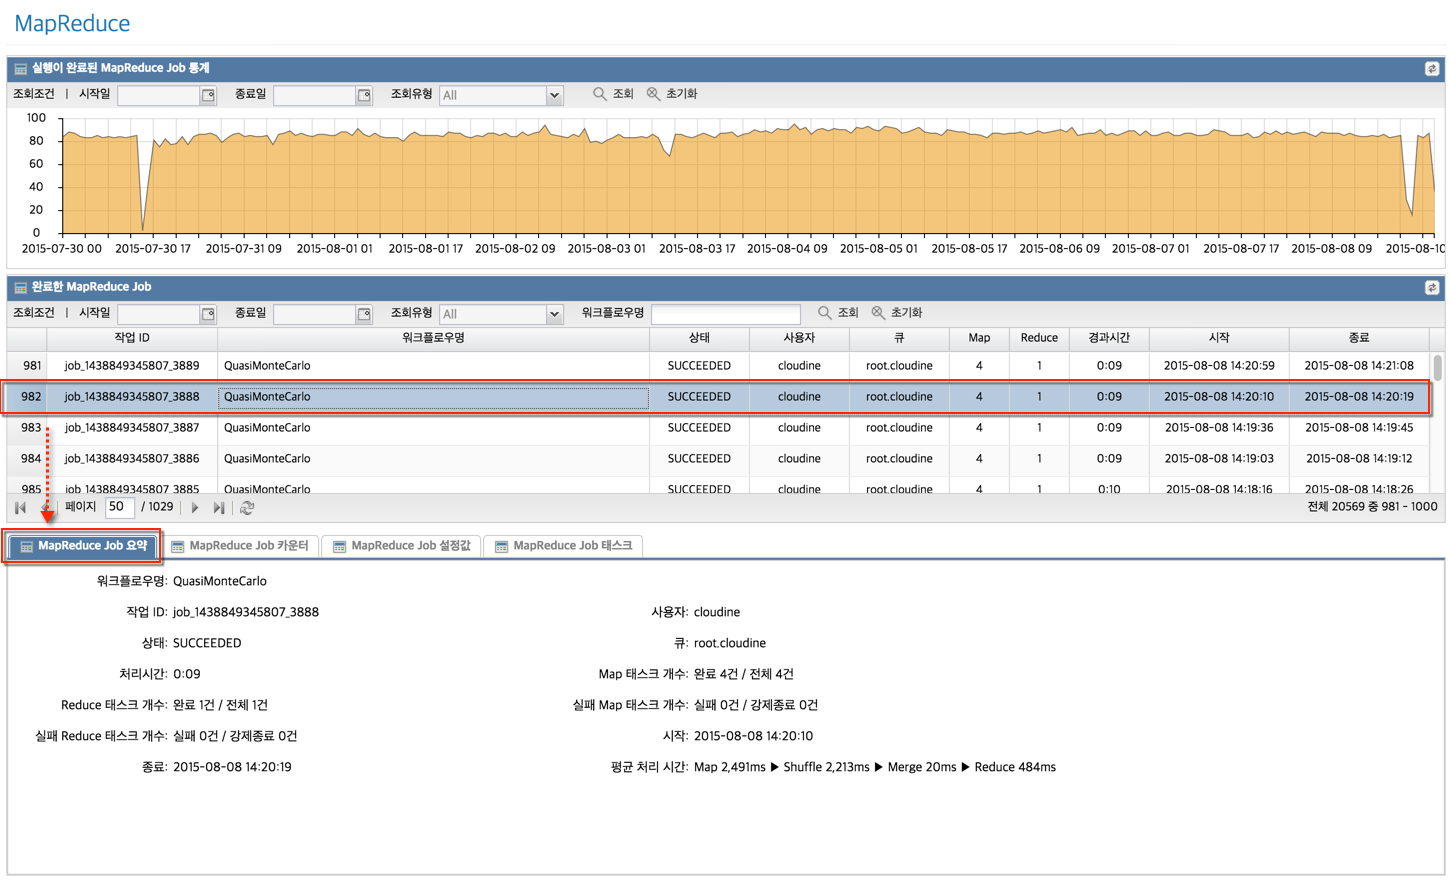 MapReduce
실행이 완료된 MapReduce Job 통계
조회조건 | 시작일 종료일 조회유형 All 조회 초기화
100
80
60
40
20
0
2015-07-30 00 2015-07-30 17 2015-07-31 09 2015-08-01 01 2015-08-01 17 2015-08-02 09 2015-08-03 01 2015-08-03 17 2015-08-04 09 2015-08-05 01 2015-08-05 17 2015-08-06 09 2015-08-07 01 2015-08-07 17 2015-08-08 09 2015-08-10
완료한 MapReduce Job
조회조건 | 시작일 종료일 조회유형 All 워크플로우명 조회 초기화
작업 ID 워크플로우명 상태 사용자 큐 Map Reduce 경과시간 시작 종료
981 job_1438849345807_3889 QuasiMonteCarlo SUCCEEDED cloudine root.cloudine 4 1 0:09 2015-08-08 14:20:59 2015-08-08 14:21:08
982 job_1438849345807_3888 QuasiMonteCarlo SUCCEEDED cloudine root.cloudine 4 1 0:09 2015-08-08 14:20:10 2015-08-08 14:20:19
983 job_1438849345807_3887 QuasiMonteCarlo SUCCEEDED cloudine root.cloudine 4 1 0:09 2015-08-08 14:19:36 2015-08-08 14:19:45
984 job_1438849345807_3886 QuasiMonteCarlo SUCCEEDED cloudine root.cloudine 4 1 0:09 2015-08-08 14:19:03 2015-08-08 14:19:12
985 job_1438849345807_3885 QuasiMonteCarlo SUCCEEDED cloudine root.cloudine 4 1 0:10 2015-08-08 14:18:16 2015-08-08 14:18:26
페이지 50 / 1029 전체 20569 중 981 - 1000
MapReduce Job 요약 MapReduce Job 카운터 MapReduce Job 설정값 MapReduce Job 태스크
워크플로우명: QuasiMonteCarlo
작업 ID: job_1438849345807_3888 사용자: cloudine
상태: SUCCEEDED 큐: root.cloudine
처리시간: 0:09 Map 태스크 개수: 완료 4건 / 전체 4건
Reduce 태스크 개수: 완료 1건 / 전체 1건 실패 Map 태스크 개수: 실패 0건 / 강제종료 0건
실패 Reduce 태스크 개수: 실패 0건 / 강제종료 0건 시작: 2015-08-08 14:20:10
종료: 2015-08-08 14:20:19 평균 처리 시간: Map 2,491ms ▶ Shuffle 2,213ms ▶ Merge 20ms ▶ Reduce 484ms